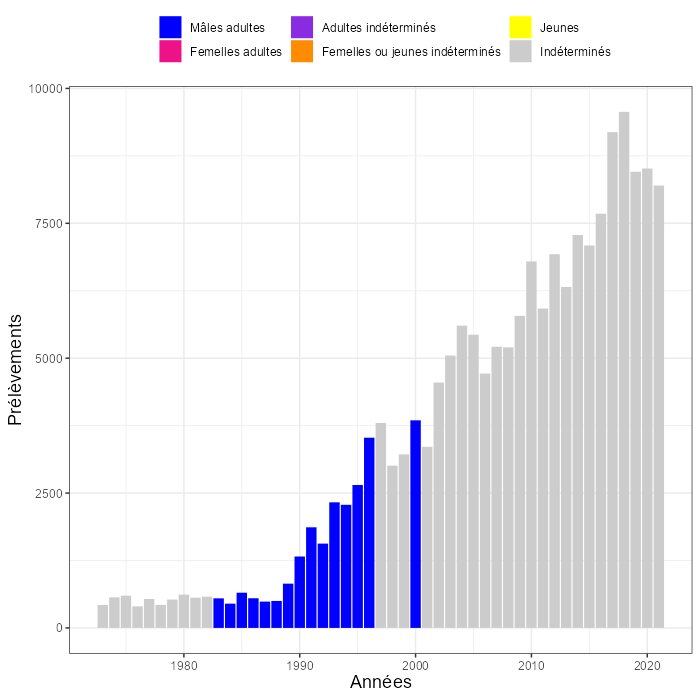 Mâles adultes Adultes indéterminés Jeunes
Femelles adultes Femelles ou jeunes indéterminés Indéterminés
10000
7500
5000
2500
0
Prélèvements
1980 1990 2000 2010 2020
Années